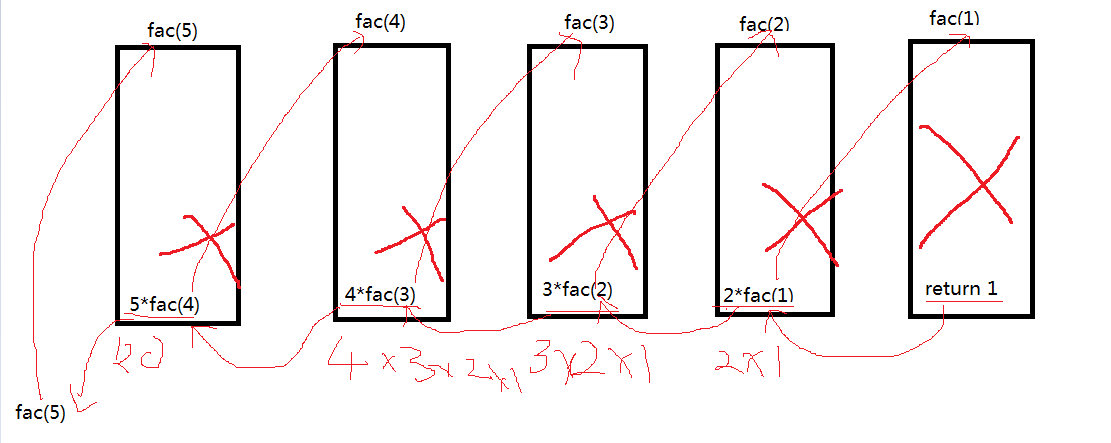 fac(5) fac(4) fac(3) fac(2) fac(1)
5*fac(4) 4*fac(3) 3*fac(2) 2*fac(1) return 1
120 4×3×2×1 3×2×1 2×1
fac(5)